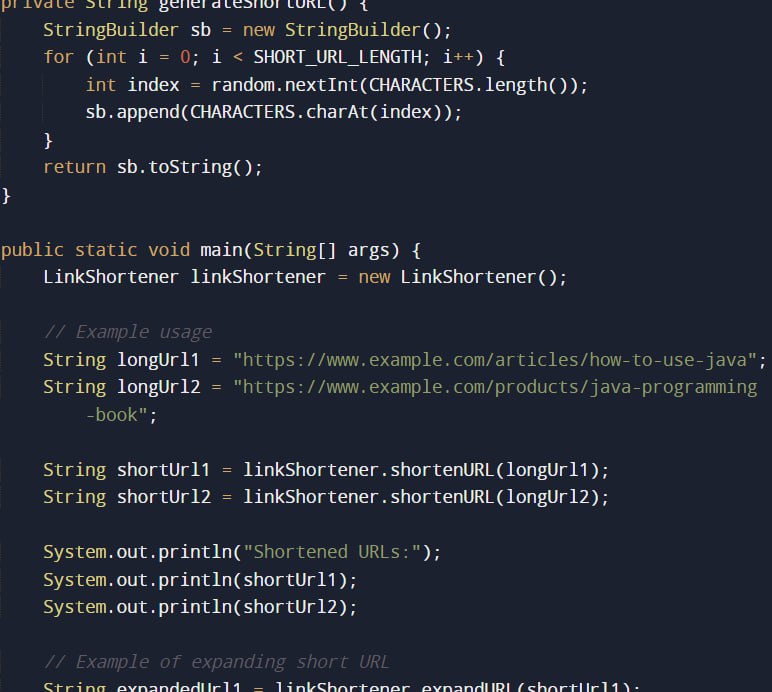 private String generateShortURL() {
    StringBuilder sb = new StringBuilder();
    for (int i = 0; i < SHORT_URL_LENGTH; i++) {
        int index = random.nextInt(CHARACTERS.length());
        sb.append(CHARACTERS.charAt(index));
    }
    return sb.toString();
}

public static void main(String[] args) {
    LinkShortener linkShortener = new LinkShortener();

    // Example usage
    String longUrl1 = "https://www.example.com/articles/how-to-use-java";
    String longUrl2 = "https://www.example.com/products/java-programming
        -book";

    String shortUrl1 = linkShortener.shortenURL(longUrl1);
    String shortUrl2 = linkShortener.shortenURL(longUrl2);

    System.out.println("Shortened URLs:");
    System.out.println(shortUrl1);
    System.out.println(shortUrl2);

    // Example of expanding short URL
    String expandedUrl1 = linkShortener.expandURL(shortUrl1);